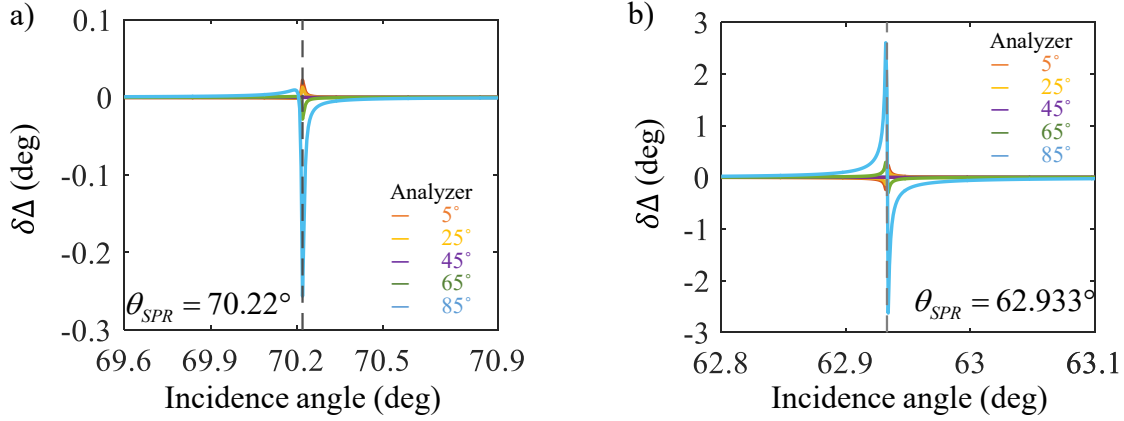 a)
δΔ (deg)
0.1
0
-0.1
-0.2
-0.3
Analyzer
5°
25°
45°
65°
85°
θSPR = 70.22°
69.6 69.9 70.2 70.5 70.9
Incidence angle (deg)
b)
δΔ (deg)
3
2
1
0
-1
-2
-3
Analyzer
5°
25°
45°
65°
85°
θSPR = 62.933°
62.8 62.9 63 63.1
Incidence angle (deg)